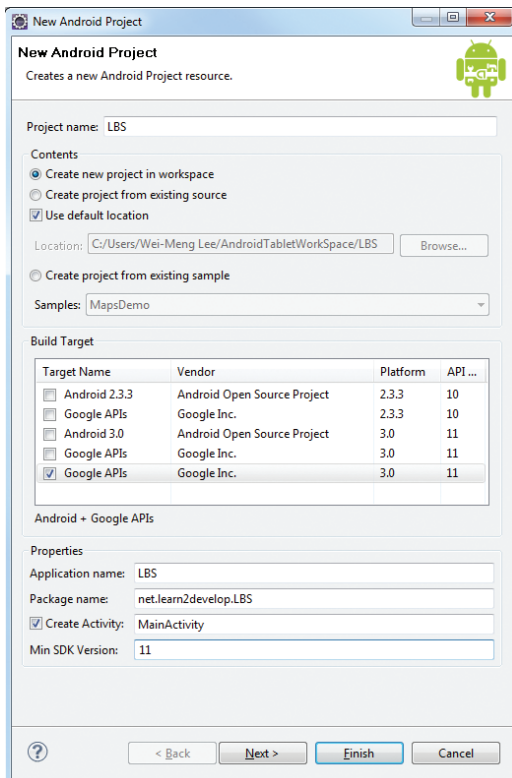 New Android Project
New Android Project
Creates a new Android Project resource.
Project name: LBS
Contents
Create new project in workspace
Create project from existing source
Use default location
Location: C:/Users/Wei-Meng Lee/AndroidTabletWorkSpace/LBS Browse...
Create project from existing sample
Samples: MapsDemo
Build Target
Target Name Vendor Platform API ...
Android 2.3.3 Android Open Source Project 2.3.3 10
Google APIs Google Inc. 2.3.3 10
Android 3.0 Android Open Source Project 3.0 11
Google APIs Google Inc. 3.0 11
Google APIs Google Inc. 3.0 11
Android + Google APIs
Properties
Application name: LBS
Package name: net.learn2develop.LBS
Create Activity: MainActivity
Min SDK Version: 11
? < Back Next > Finish Cancel